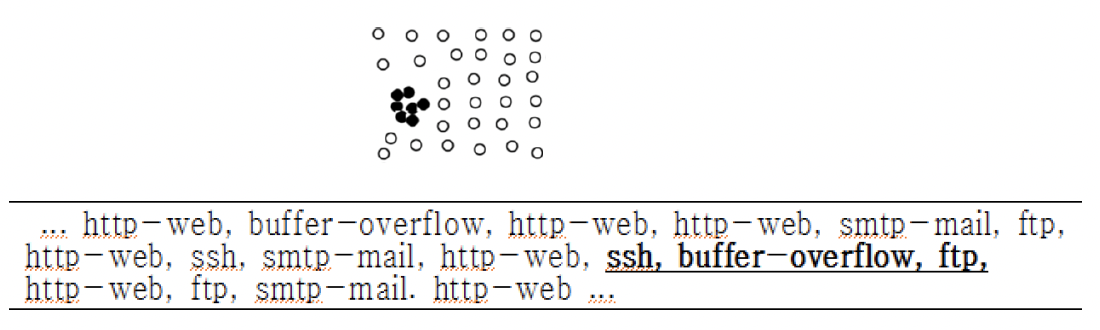 ... http-web, buffer-overflow, http-web, http-web, smtp-mail, ftp,
http-web, ssh, smtp-mail, http-web, ssh, buffer-overflow, ftp,
http-web, ftp, smtp-mail. http-web ...